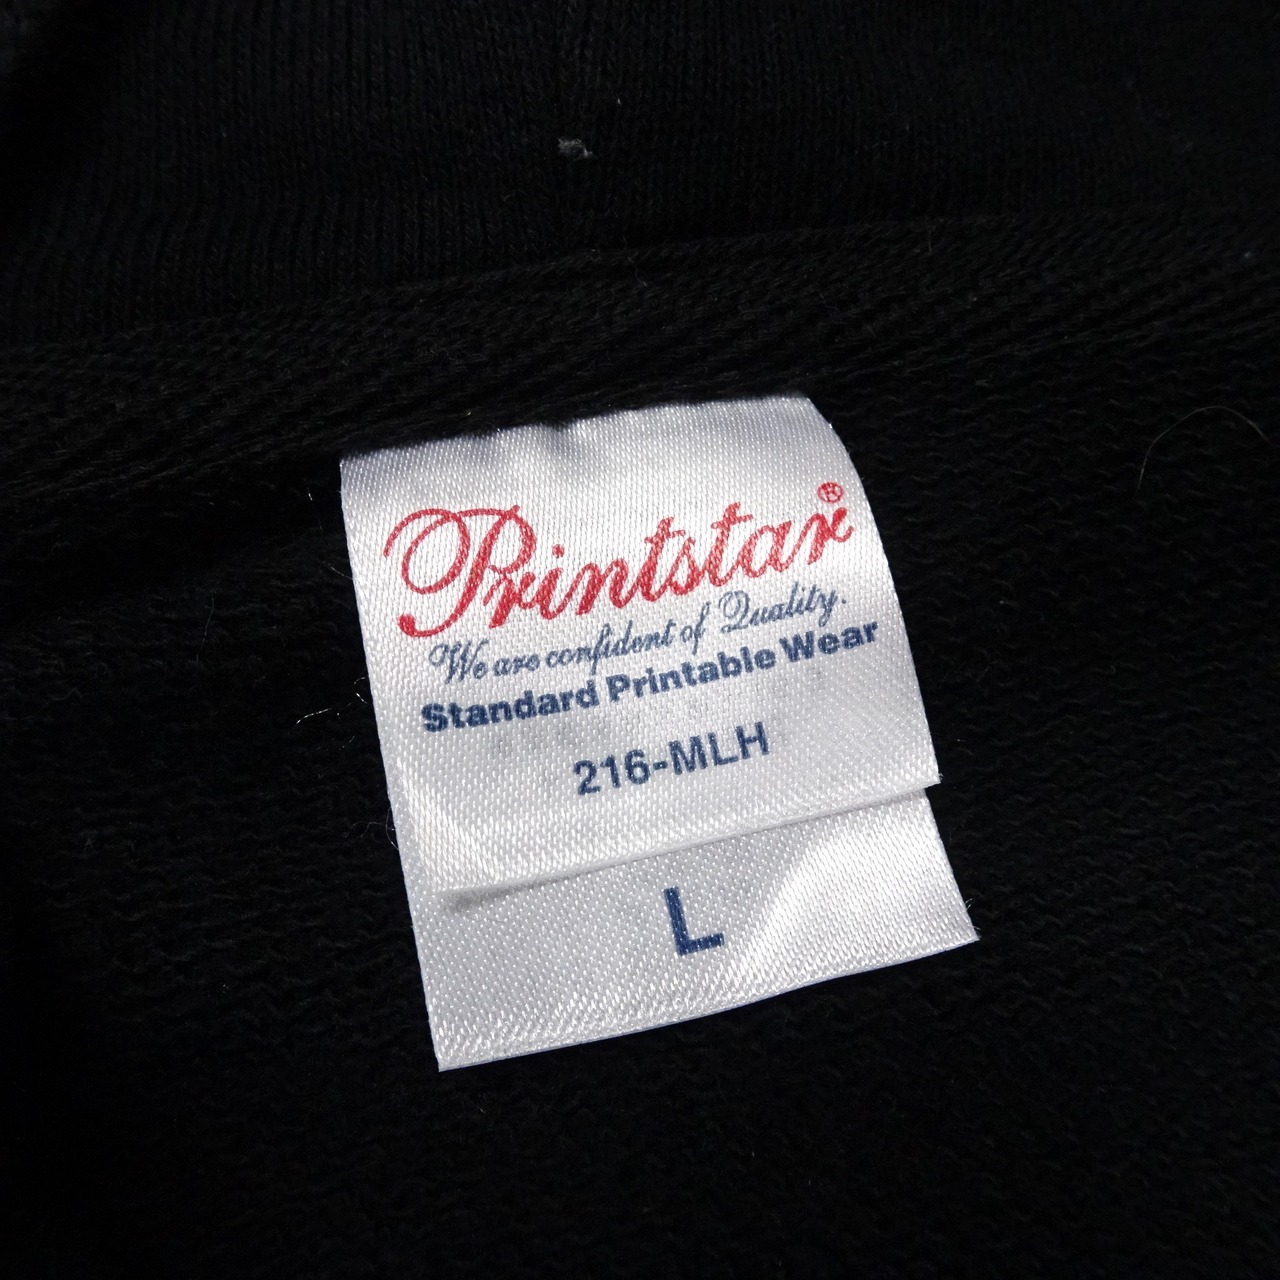 Printstar®
We are confident of Quality.
Standard Printable Wear
216-MLH
L